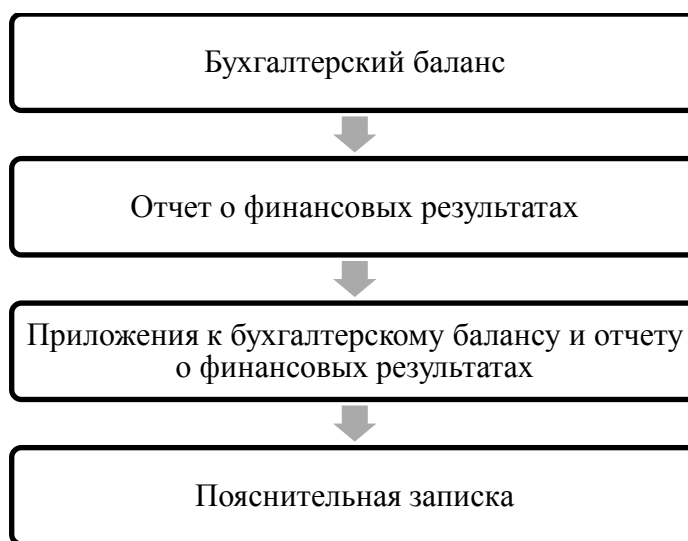 Бухгалтерский баланс
Отчет о финансовых результатах
Приложения к бухгалтерскому балансу и отчету
о финансовых результатах
Пояснительная записка